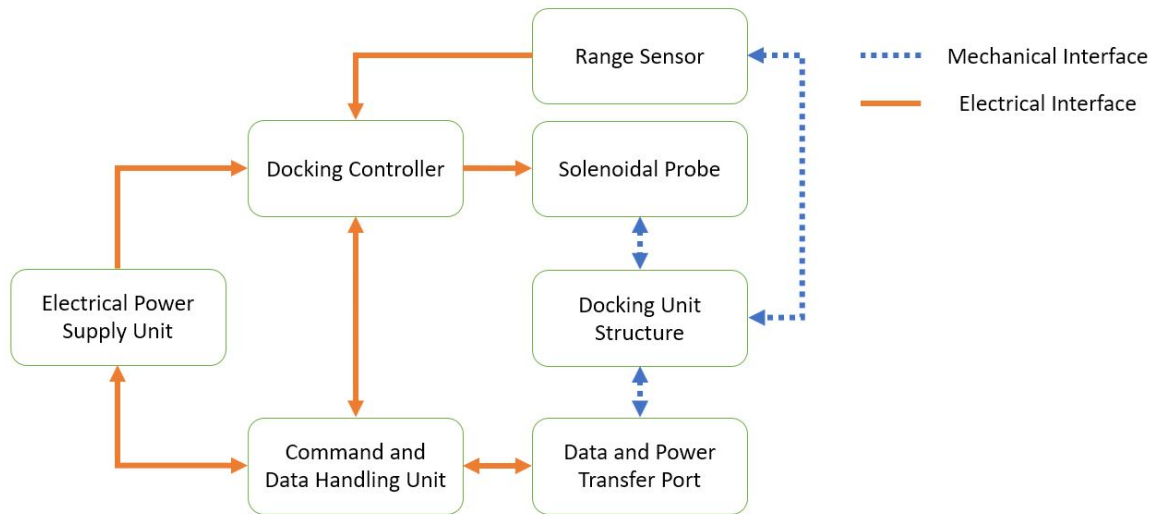 Range Sensor
Mechanical Interface
Electrical Interface
Docking Controller
Solenoidal Probe
Electrical Power
Supply Unit
Docking Unit
Structure
Command and
Data Handling Unit
Data and Power
Transfer Port